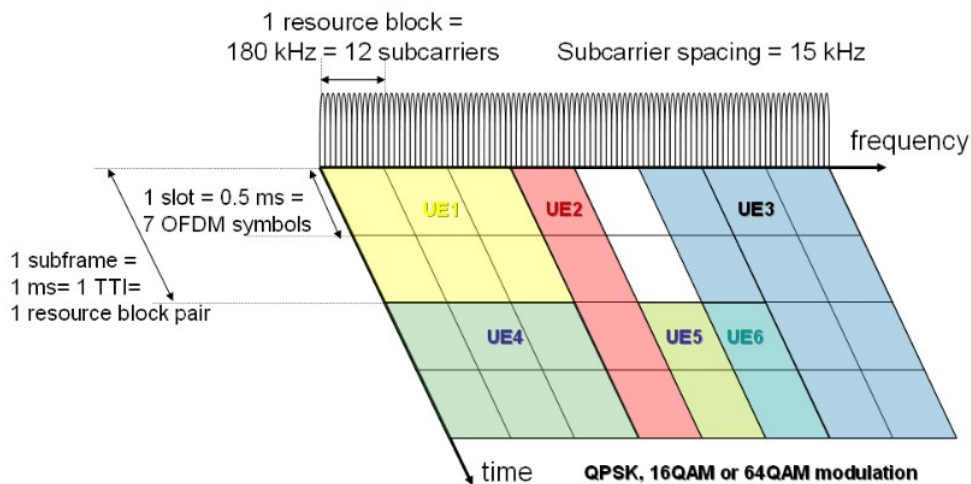 1 resource block =
180 kHz = 12 subcarriers
Subcarrier spacing = 15 kHz
frequency
1 slot = 0.5 ms =
7 OFDM symbols
1 subframe =
1 ms= 1 TTI=
1 resource block pair
UE1
UE2
UE3
UE4
UE5
UE6
time
QPSK, 16QAM or 64QAM modulation